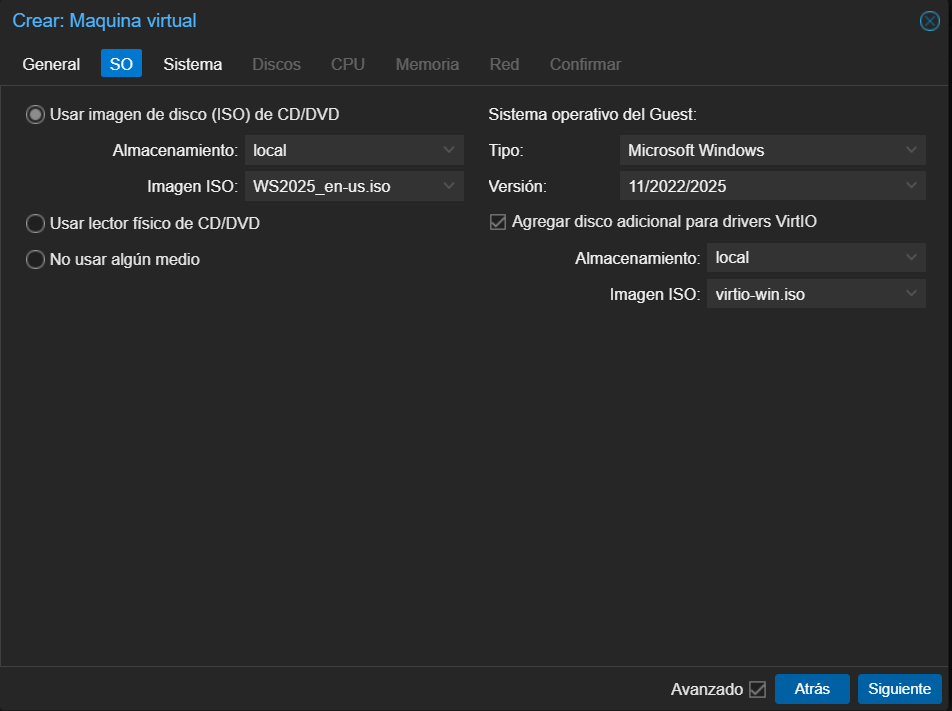 Crear: Maquina virtual
General SO Sistema Discos CPU Memoria Red Confirmar
Usar imagen de disco (ISO) de CD/DVD
Almacenamiento: local
Imagen ISO: WS2025_en-us.iso
Usar lector físico de CD/DVD
No usar algún medio
Sistema operativo del Guest:
Tipo: Microsoft Windows
Versión: 11/2022/2025
Agregar disco adicional para drivers VirtIO
Almacenamiento: local
Imagen ISO: virtio-win.iso
Avanzado Atrás Siguiente